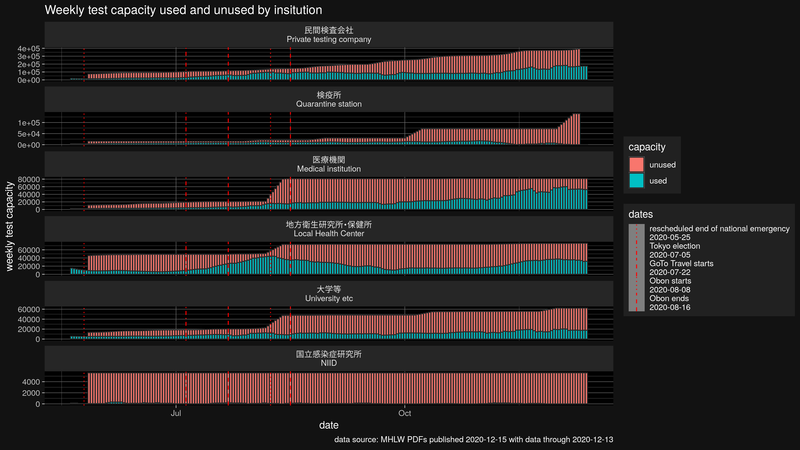 Weekly test capacity used and unused by insitution
民間検査会社
Private testing company
4e+05
3e+05
2e+05
1e+05
0e+00
検疫所
Quarantine station
1e+05
5e+04
0e+00
医療機関
Medical institution
80000
60000
40000
20000
0
地方衛生研究所・保健所
Local Health Center
60000
40000
20000
0
大学等
University etc
60000
40000
20000
0
国立感染症研究所
NIID
4000
2000
0
Jul
Oct
date
weekly test capacity
capacity
unused
used
dates
rescheduled end of national emergency
2020-05-25
Tokyo election
2020-07-05
GoTo Travel starts
2020-07-22
Obon starts
2020-08-08
Obon ends
2020-08-16
data source: MHLW PDFs published 2020-12-15 with data through 2020-12-13